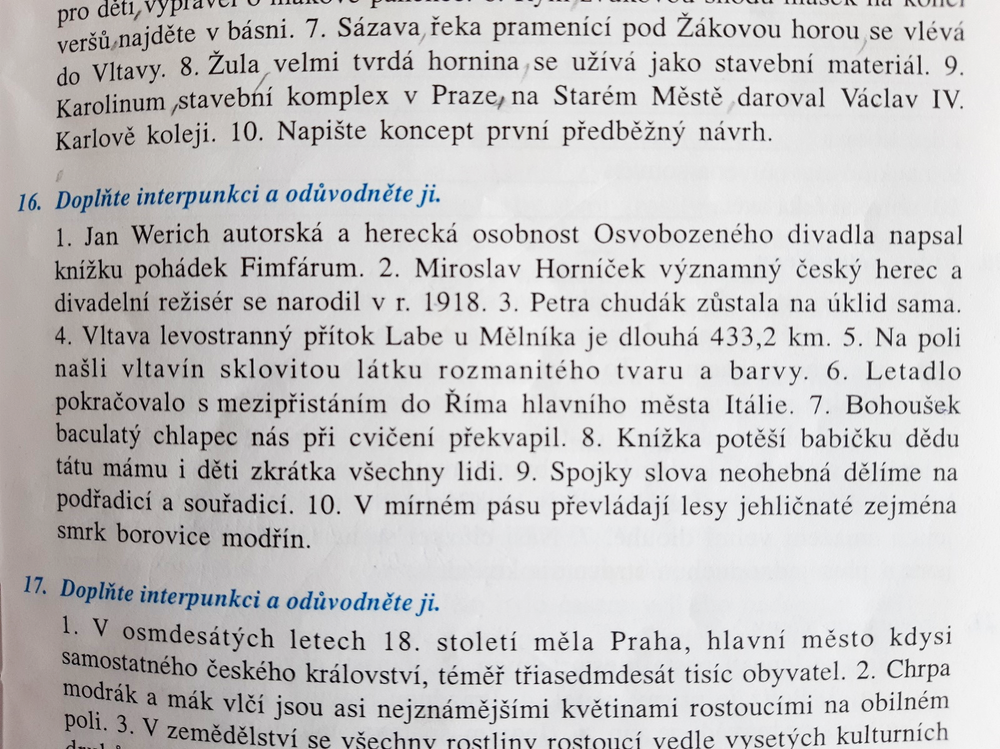 pro děti, vyprávěl o makové panence. 6. Rým zvukovou shodu hlásek na konci
veršů, najděte v básni. 7. Sázava, řeka pramenící pod Žákovou horou, se vlévá
do Vltavy. 8. Žula, velmi tvrdá hornina, se užívá jako stavební materiál. 9.
Karolinum, stavební komplex v Praze, na Starém Městě, daroval Václav IV.
Karlově koleji. 10. Napište koncept první předběžný návrh.
16. Doplňte interpunkci a odůvodněte ji.
1. Jan Werich autorská a herecká osobnost Osvobozeného divadla napsal
knížku pohádek Fimfárum. 2. Miroslav Horníček významný český herec a
divadelní režisér se narodil v r. 1918. 3. Petra chudák zůstala na úklid sama.
4. Vltava levostranný přítok Labe u Mělníka je dlouhá 433,2 km. 5. Na poli
našli vltavín sklovitou látku rozmanitého tvaru a barvy. 6. Letadlo
pokračovalo s mezipřistáním do Říma hlavního města Itálie. 7. Bohoušek
baculatý chlapec nás při cvičení překvapil. 8. Knížka potěší babičku dědu
tátu mámu i děti zkrátka všechny lidi. 9. Spojky slova neohebná dělíme na
podřadicí a souřadicí. 10. V mírném pásu převládají lesy jehličnaté zejména
smrk borovice modřín.
17. Doplňte interpunkci a odůvodněte ji.
1. V osmdesátých letech 18. století měla Praha, hlavní město kdysi
samostatného českého království, téměř třiasedmdesát tisíc obyvatel. 2. Chrpa
modrák a mák vlčí jsou asi nejznámějšími květinami rostoucími na obilném
poli. 3. V zemědělství se všechny rostliny rostoucí vedle vysetých kulturních